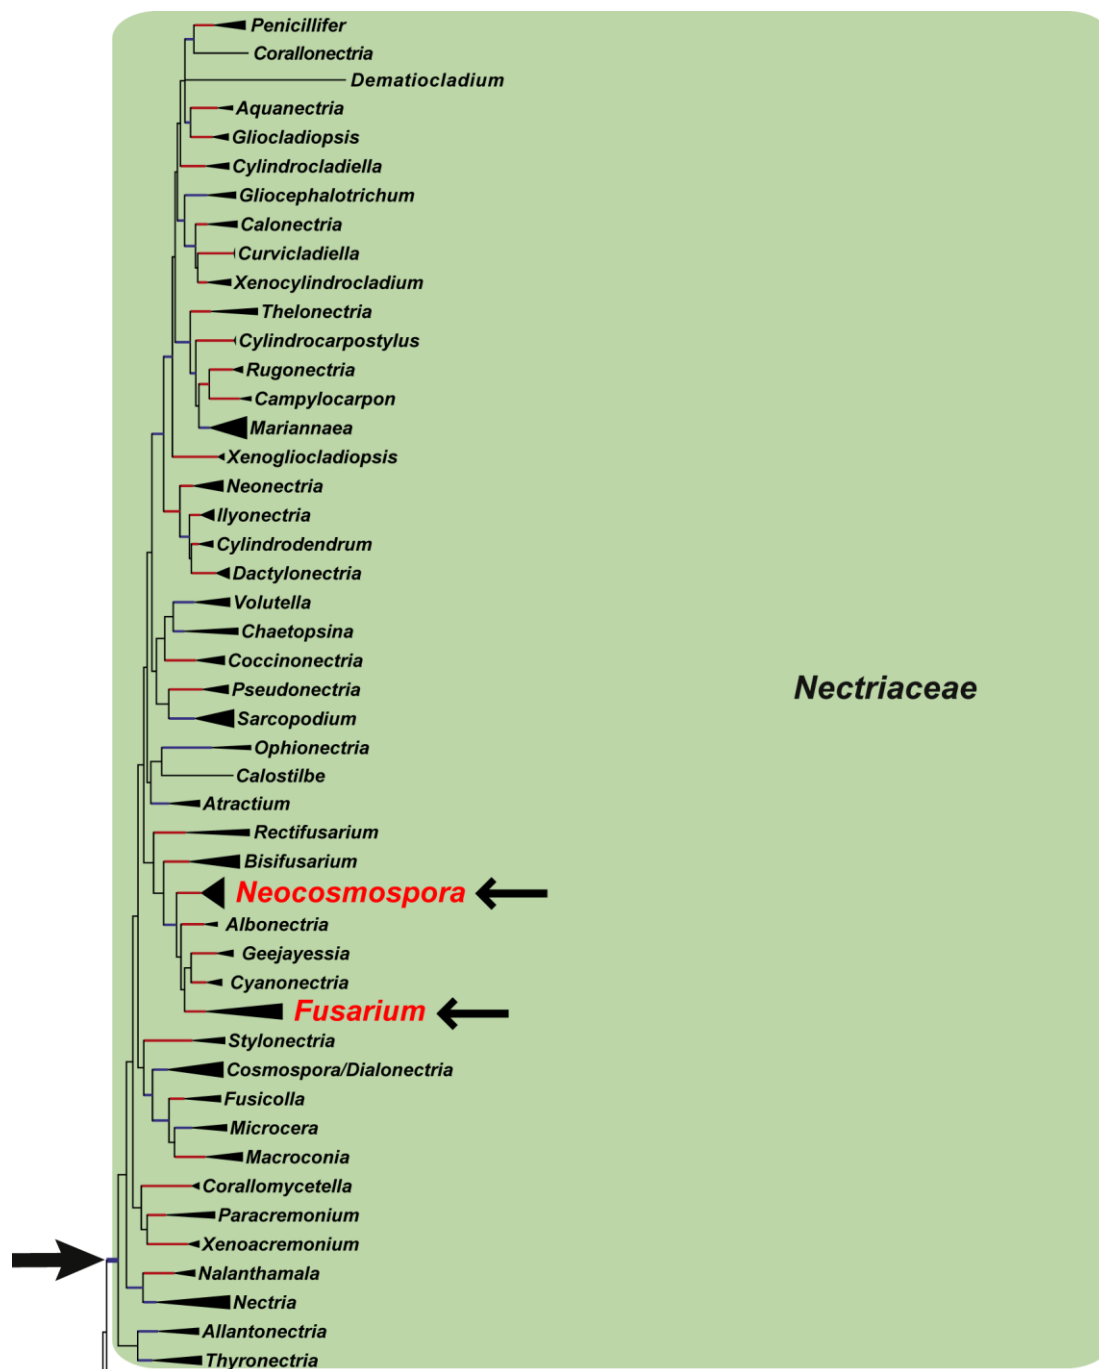 Penicillifer
Corallonectria
Dematiocladium
Aquanectria
Gliocladiopsis
Cylindrocladiella
Gliocephalotrichum
Calonectria
Curvicladiella
Xenocylindrocladium
Thelonectria
Cylindrocarpostylus
Rugonectria
Campylocarpon
Mariannaea
Xenogliocladiopsis
Neonectria
Ilyonectria
Cylindrodendrum
Dactylonectria
Volutella
Chaetopsina
Coccinonectria
Pseudonectria
Nectriaceae
Sarcopodium
Ophionectria
Calostilbe
Atractium
Rectifusarium
Bisifusarium
Neocosmospora
Albonectria
Geejayessia
Cyanonectria
Fusarium
Stylonectria
Cosmospora/Dialonectria
Fusicolla
Microcera
Macroconia
Corallomycetella
Paracremonium
Xenoacremonium
Nalanthamala
Nectria
Allantonectria
Thyronectria